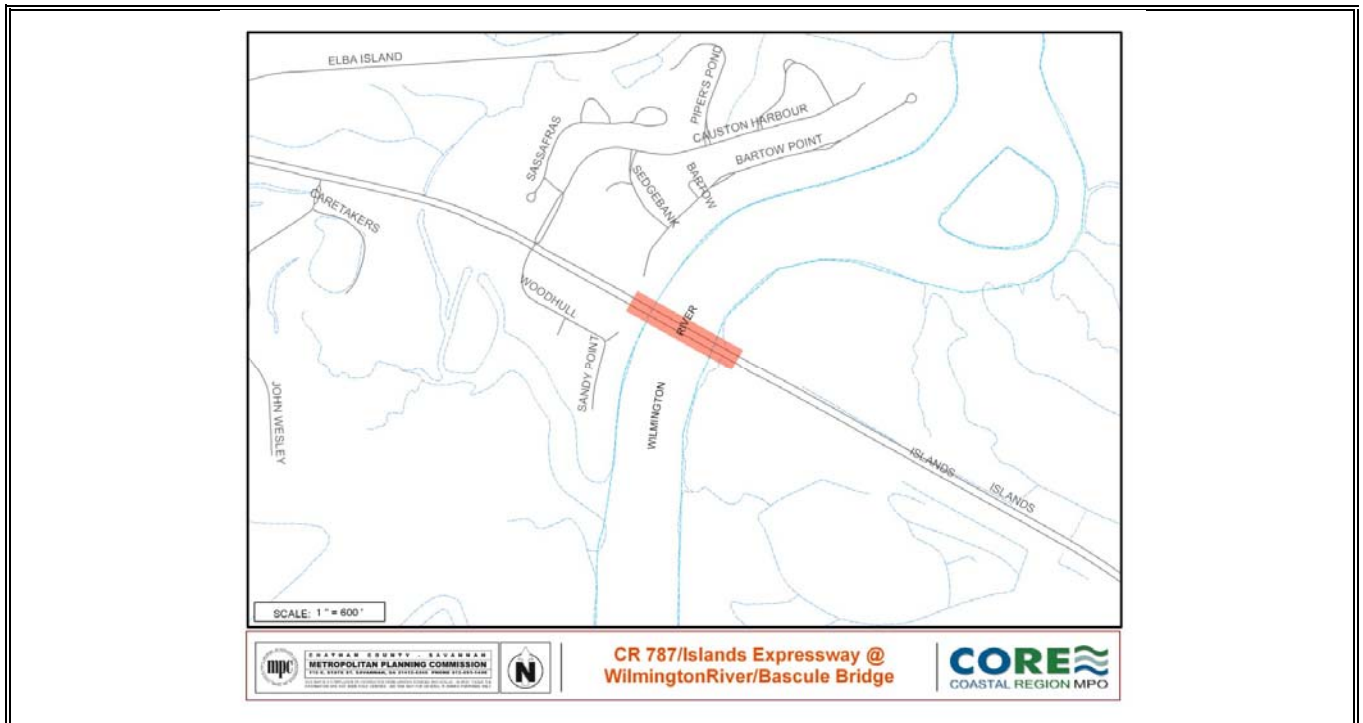 ELBA ISLAND
PIPER'S POND
SASSAFRAS
CAUSTON HARBOUR
BARTOW POINT
SEDGEBANK
BARTOW
CARETAKERS
WOODHULL
RIVER
SANDY POINT
JOHN WESLEY
WILMINGTON
ISLANDS
ISLANDS
SCALE: 1 " = 600 '
mpc
CHATHAM COUNTY - SAVANNAH
METROPOLITAN PLANNING COMMISSION
N
CR 787/Islands Expressway @
WilmingtonRiver/Bascule Bridge
CORE
COASTAL REGION MPO